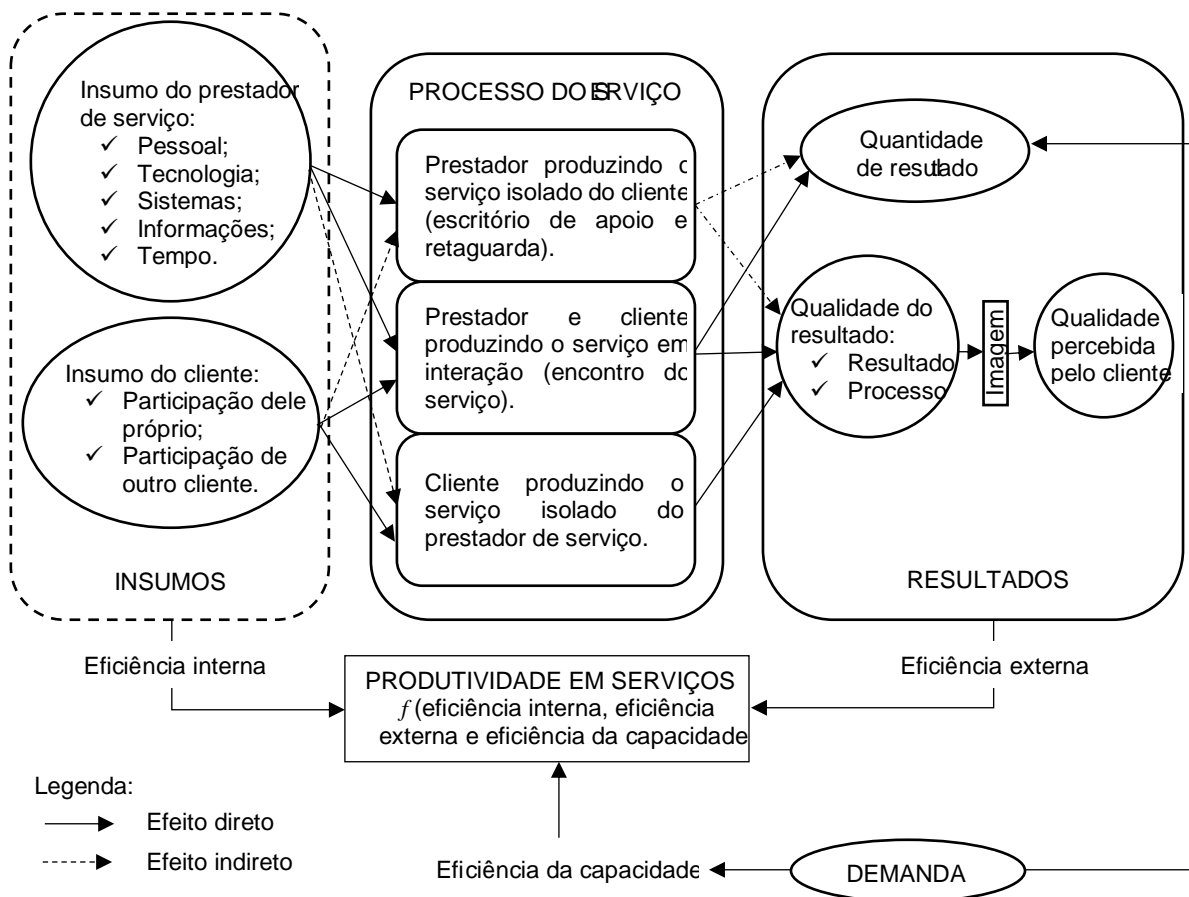 Insumo do prestador
de serviço:
✓ Pessoal;
✓ Tecnologia;
✓ Sistemas;
✓ Informações;
✓ Tempo.
Insumo do cliente:
✓ Participação dele
próprio;
✓ Participação de
outro cliente.
INSUMOS
PROCESSO DO SERVIÇO
Prestador produzindo o
serviço isolado do cliente
(escritório de apoio e
retaguarda).
Prestador e cliente
produzindo o serviço em
interação (encontro do
serviço).
Cliente produzindo o
serviço isolado do
prestador de serviço.
Quantidade
de resultado
Qualidade do
resultado:
✓ Resultado
✓ Processo
Imagem
Qualidade
percebida
pelo cliente
RESULTADOS
Eficiência interna
Eficiência externa
PRODUTIVIDADE EM SERVIÇOS
f (eficiência interna, eficiência
externa e eficiência da capacidade
Legenda:
Efeito direto
Efeito indireto
Eficiência da capacidade
DEMANDA